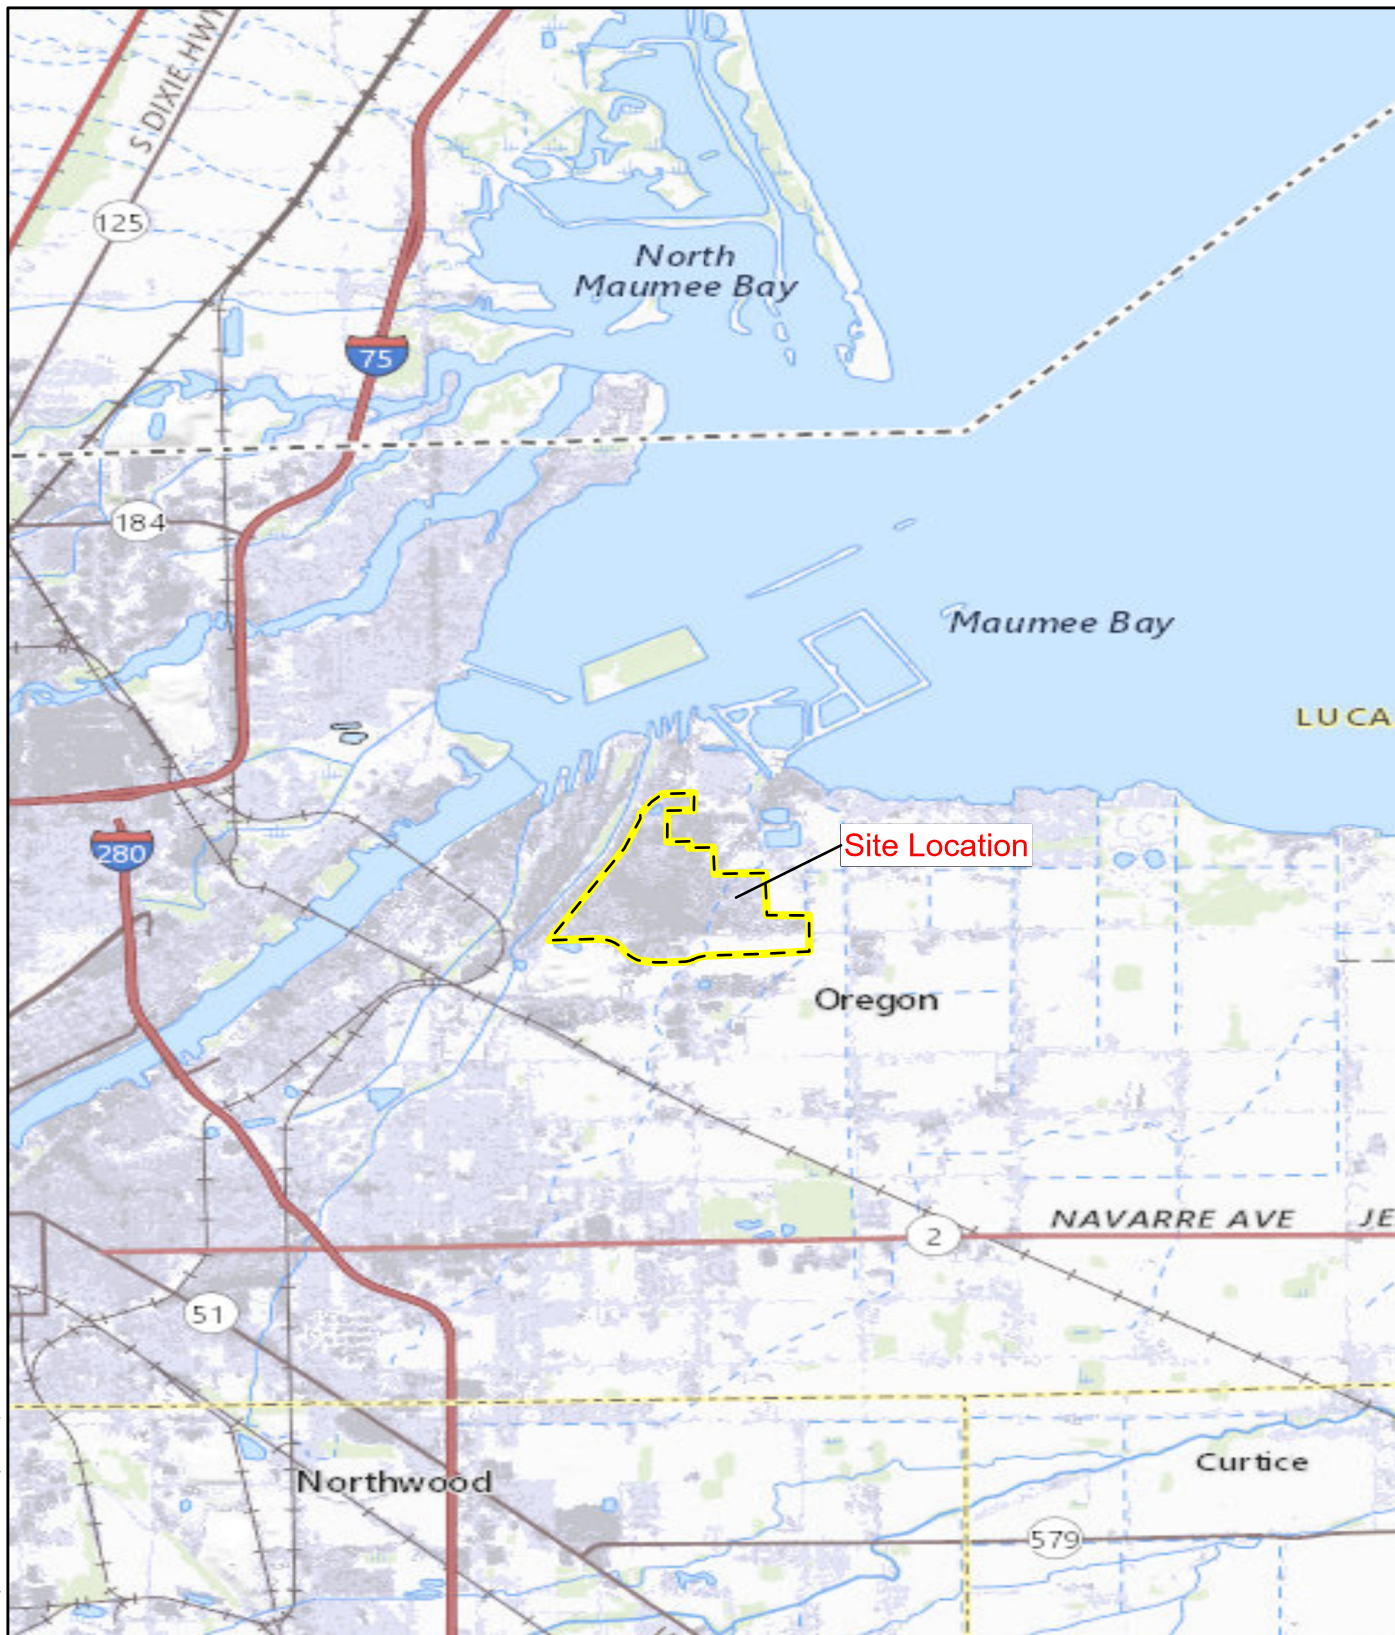 S DIXIE HWY
125
North
Maumee Bay
75
184
Maumee Bay
LUCA
280
Site Location
Oregon
NAVARRE AVE
JE
2
51
Northwood
Curtice
579